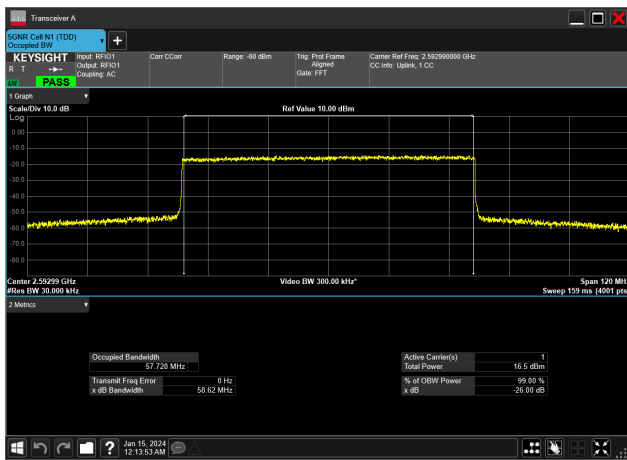 Transceiver A
5GNR Cell N1 (TDD)
Occupied BW
KEYSIGHT
R T
LXI
PASS
Input: RFIO1
Output: RFIO1
Coupling: AC
Corr CCorr
Range: -60 dBm
Trig: Prot Frame
Aligned
Gate: FFT
Carrier Ref Freq: 2.592990000 GHz
CC Info: Uplink, 1 CC
1 Graph
Scale/Div 10.0 dB
Ref Value 10.00 dBm
Log
0.00
-10.0
-20.0
-30.0
-40.0
-50.0
-60.0
-70.0
-80.0
Center 2.59299 GHz
Video BW 300.00 kHz*
Span 120 MHz
#Res BW 30.000 kHz
Sweep 159 ms (4001 pts
2 Metrics
Occupied Bandwidth
57.720 MHz
Transmit Freq Error 0 Hz
x dB Bandwidth 58.62 MHz
Active Carrier(s) 1
Total Power 16.5 dBm
% of OBW Power 99.00 %
x dB -26.00 dB
Jan 15, 2024
12:13:53 AM